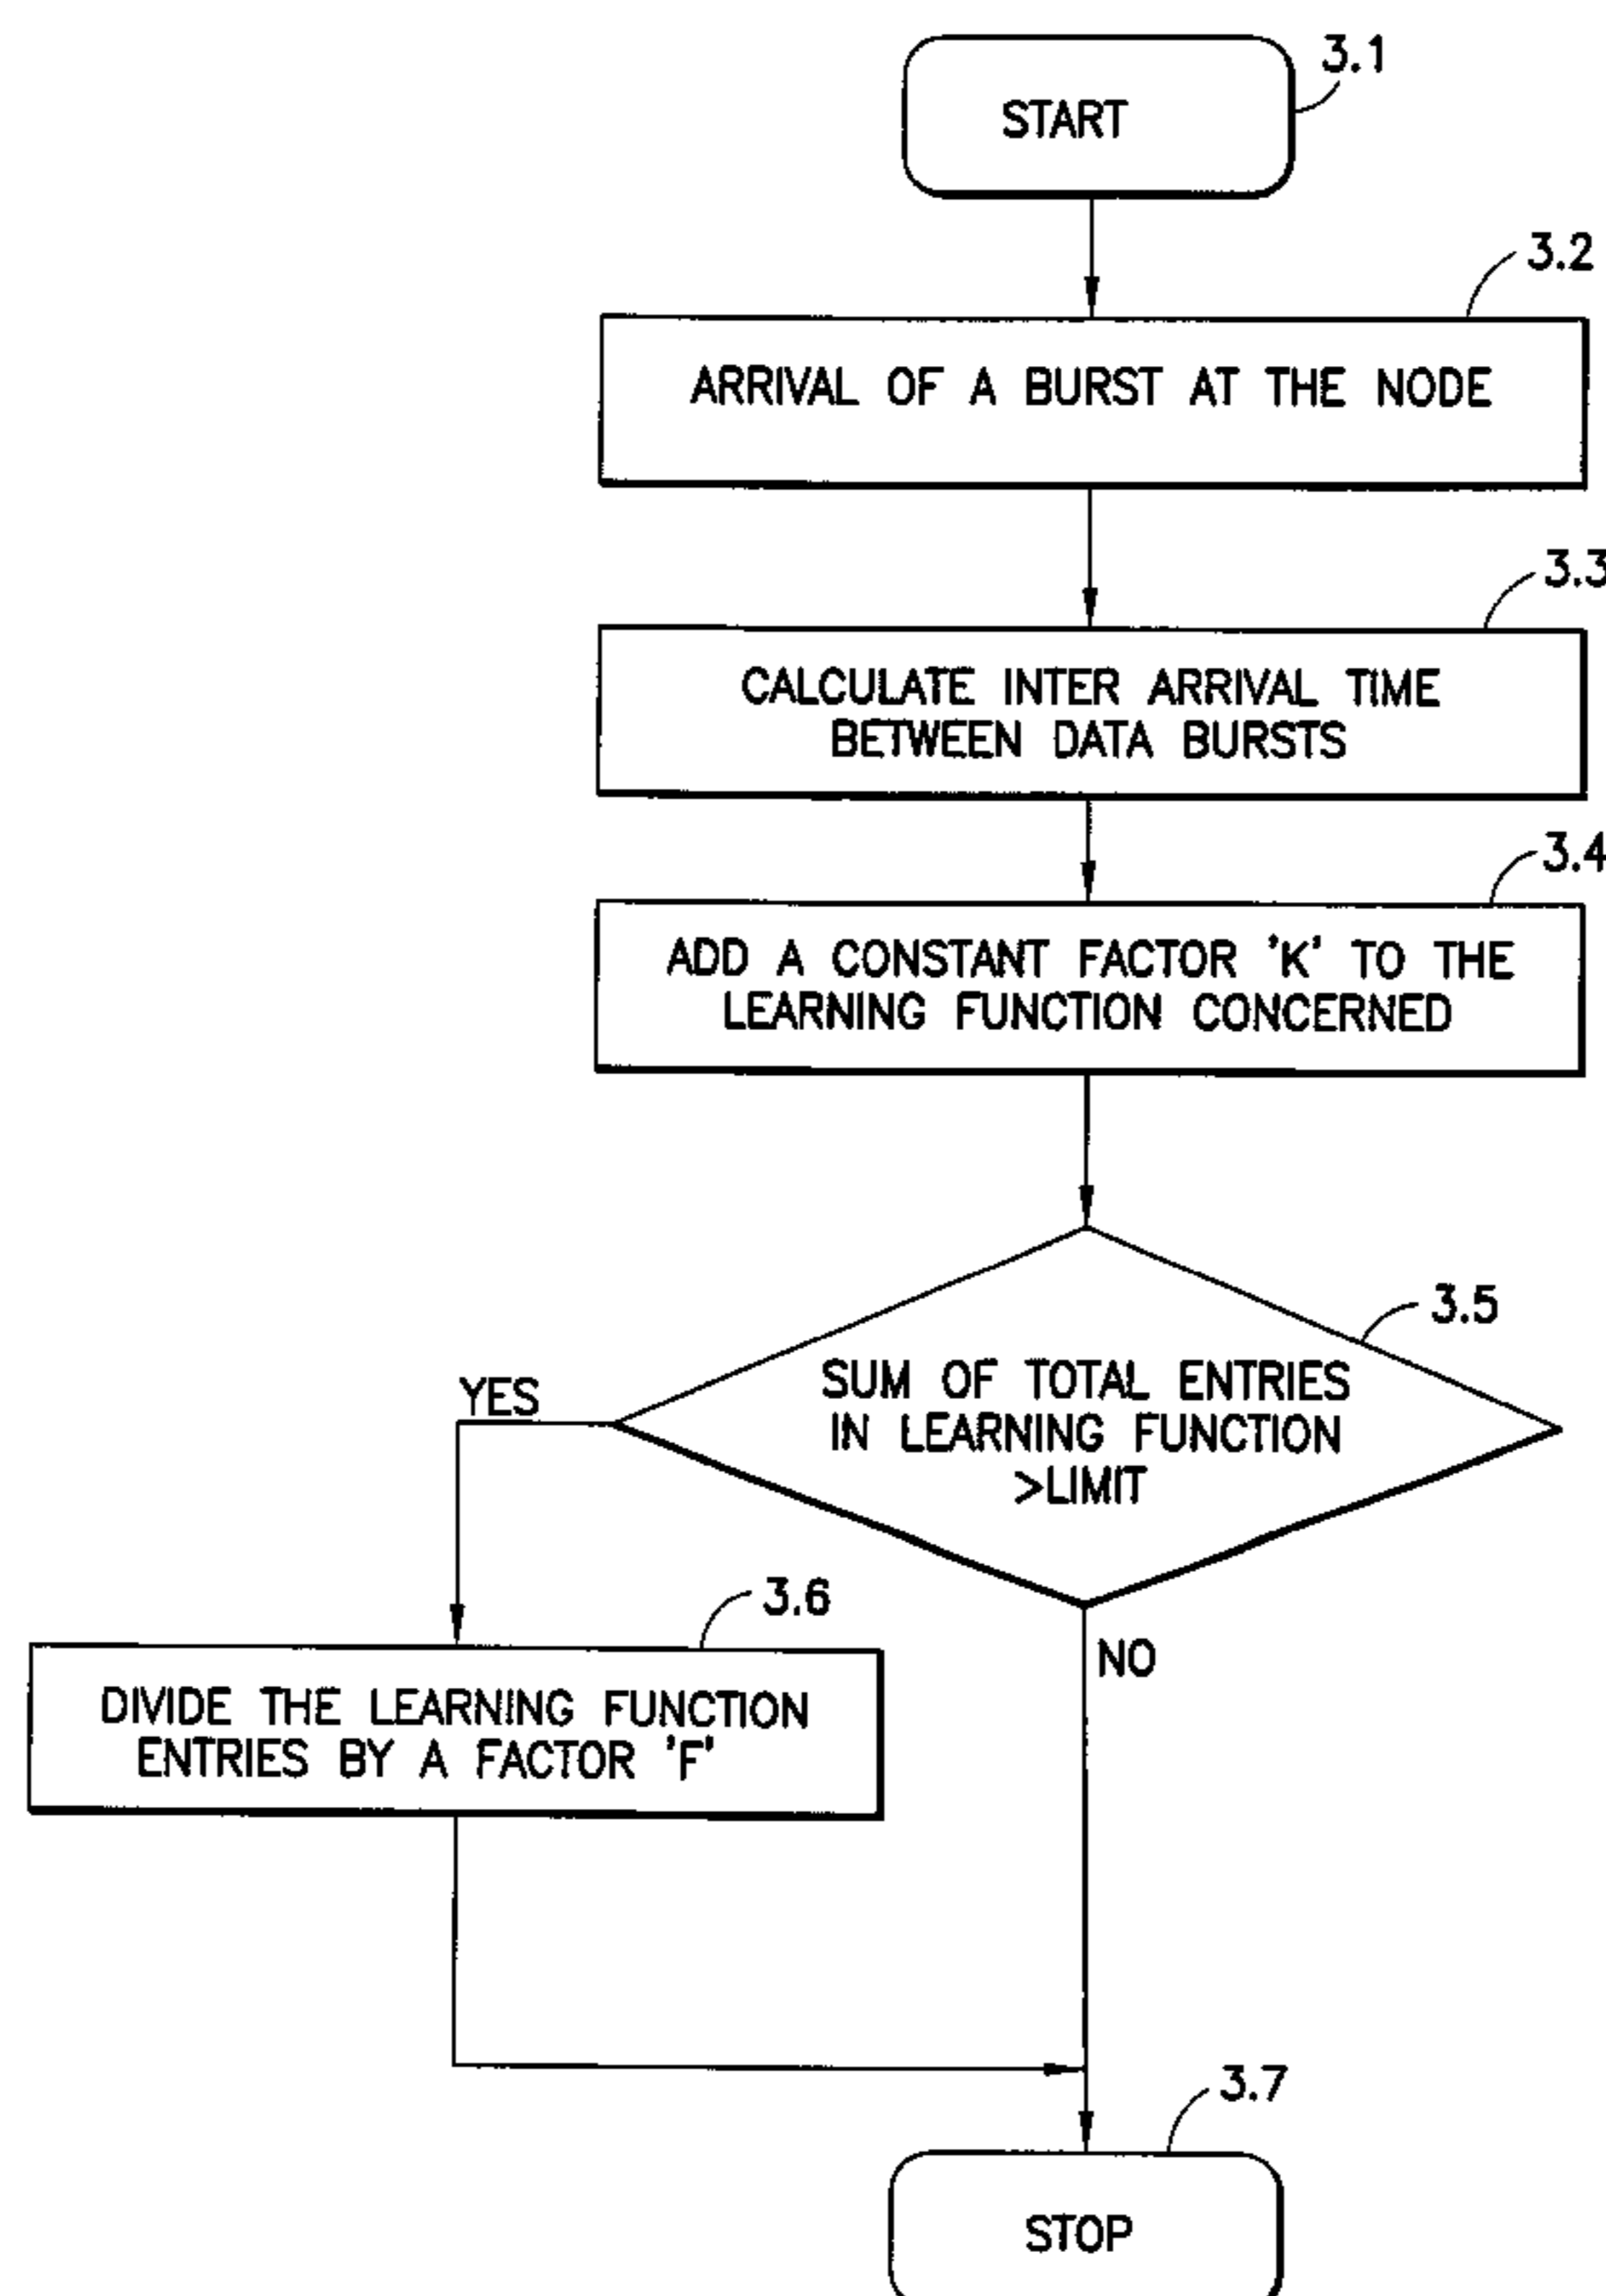 3.1
START
3.2
ARRIVAL OF A BURST AT THE NODE
3.3
CALCULATE INTER ARRIVAL TIME
BETWEEN DATA BURSTS
3.4
ADD A CONSTANT FACTOR 'K' TO THE
LEARNING FUNCTION CONCERNED
3.5
SUM OF TOTAL ENTRIES
IN LEARNING FUNCTION
>LIMIT
YES
NO
3.6
DIVIDE THE LEARNING FUNCTION
ENTRIES BY A FACTOR 'F'
3.7
STOP